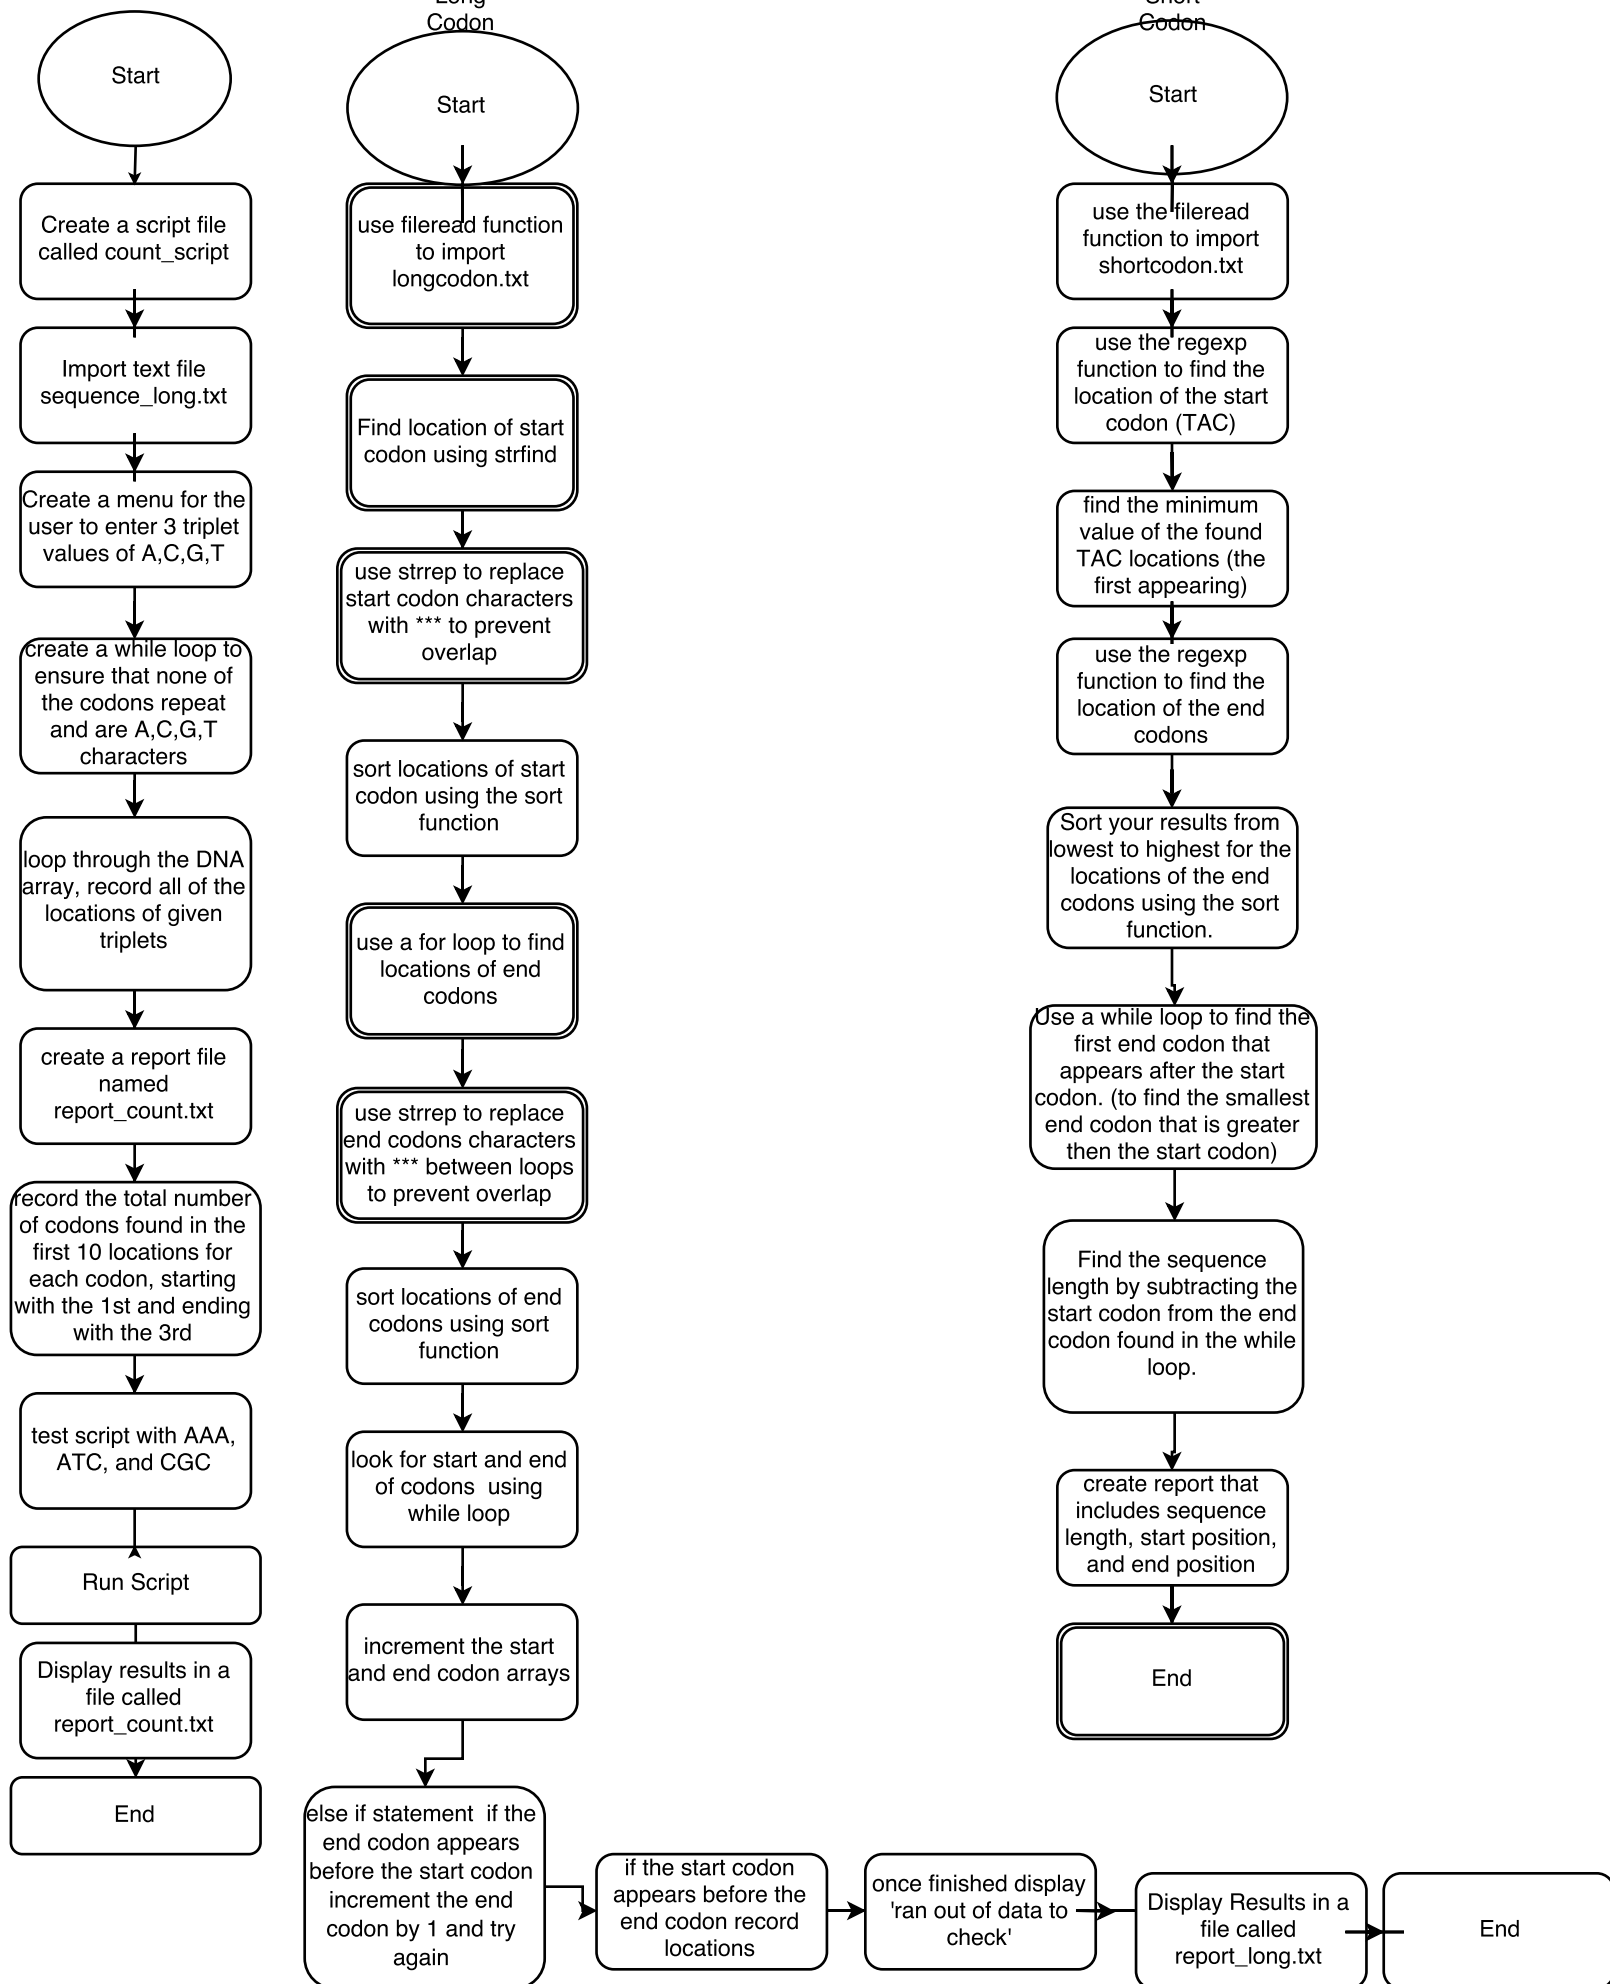 Start
Create a script file
called count_script
Import text file
sequence_long.txt
Create a menu for the
user to enter 3 triplet
values of A,C,G,T
create a while loop to
ensure that none of
the codons repeat
and are A,C,G,T
characters
loop through the DNA
array, record all of the
locations of given
triplets
create a report file
named
report_count.txt
record the total number
of codons found in the
first 10 locations for
each codon, starting
with the 1st and ending
with the 3rd
test script with AAA,
ATC, and CGC
Run Script
Display results in a
file called
report_count.txt
End
Long
Codon
Start
use fileread function
to import
longcodon.txt
Find location of start
codon using strfind
use strrep to replace
start codon characters
with *** to prevent
overlap
sort locations of start
codon using the sort
function
use a for loop to find
locations of end
codons
use strrep to replace
end codons characters
with *** between loops
to prevent overlap
sort locations of end
codons using sort
function
look for start and end
of codons  using
while loop
increment the start
and end codon arrays
else if statement  if the
end codon appears
before the start codon
increment the end
codon by 1 and try
again
if the start codon
appears before the
end codon record
locations
once finished display
'ran out of data to
check'
Display Results in a
file called
report_long.txt
End
Short
Codon
Start
use the fileread
function to import
shortcodon.txt
use the regexp
function to find the
location of the start
codon (TAC)
find the minimum
value of the found
TAC locations (the
first appearing)
use the regexp
function to find the
location of the end
codons
Sort your results from
lowest to highest for the
locations of the end
codons using the sort
function.
Use a while loop to find the
first end codon that
appears after the start
codon. (to find the smallest
end codon that is greater
then the start codon)
Find the sequence
length by subtracting the
start codon from the end
codon found in the while
loop.
create report that
includes sequence
length, start position,
and end position
End